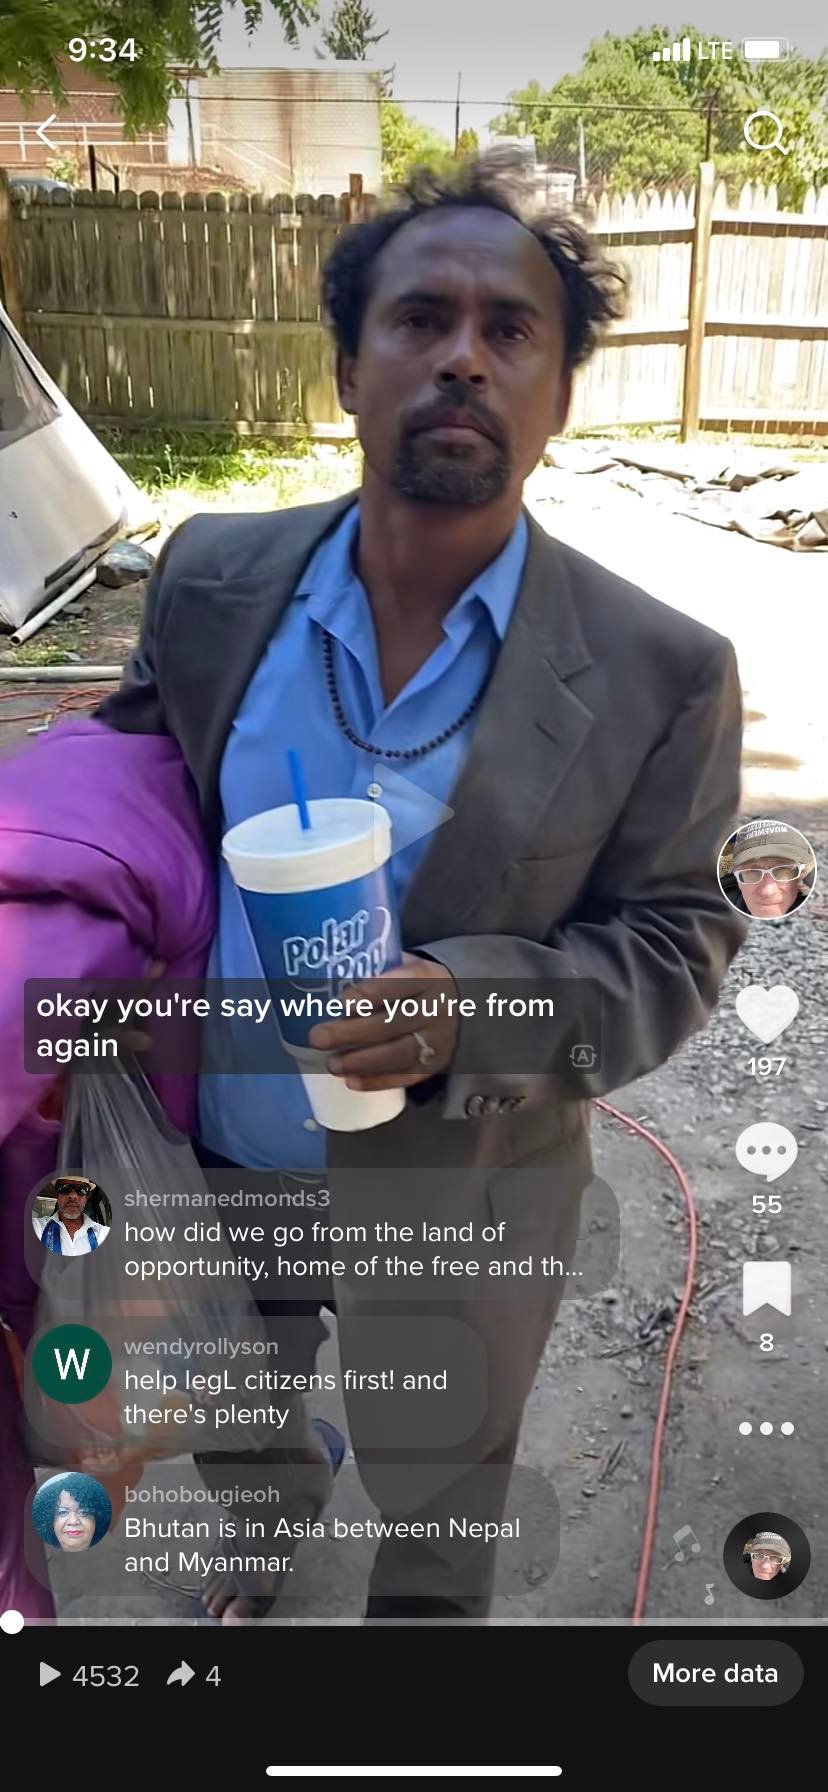 9:34
LTE
MOVEMENT
Polar
Pop
okay you're say where you're from
again
A
197
shermanedmonds3
how did we go from the land of
opportunity, home of the free and th...
55
W
wendyrollyson
help legL citizens first! and
there's plenty
8
bohobougieoh
Bhutan is in Asia between Nepal
and Myanmar.
4532
4
More data